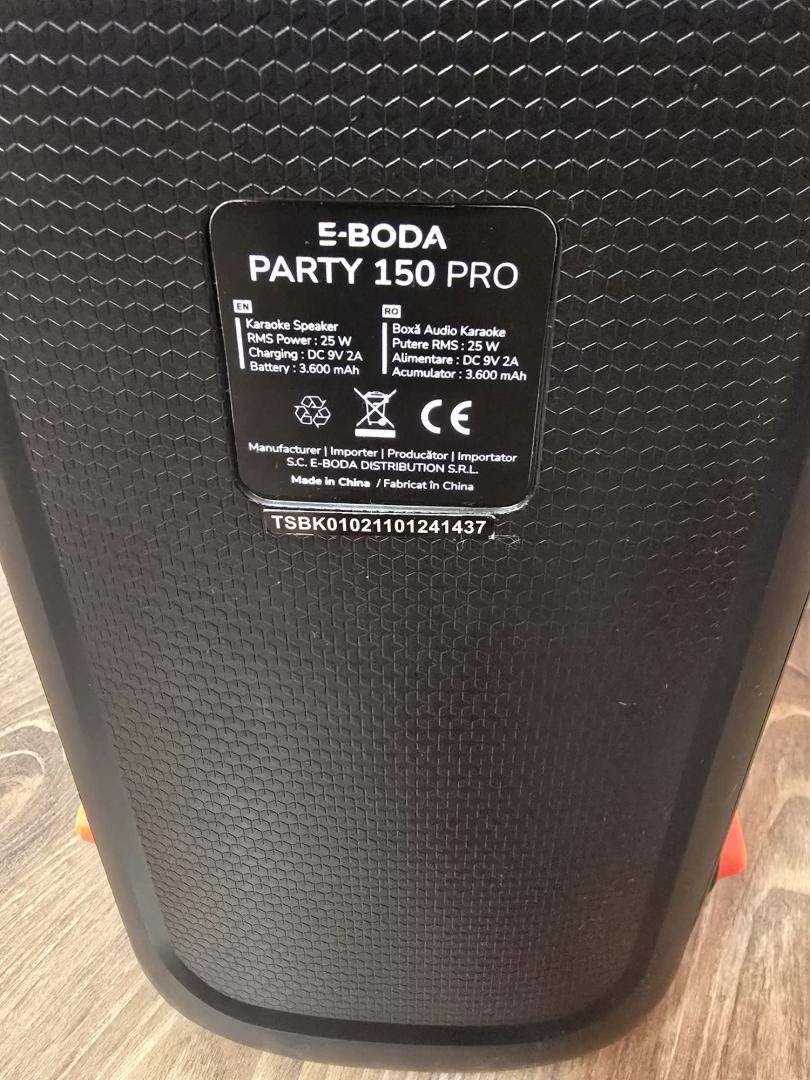 E-BODA
PARTY 150 PRO
EN
Karaoke Speaker
RMS Power : 25 W
Charging : DC 9V 2A
Battery : 3.600 mAh
RO
Boxă Audio Karaoke
Putere RMS : 25 W
Alimentare : DC 9V 2A
Acumulator : 3.600 mAh
CE
Manufacturer | Importer | Producător | Importator
S.C. E-BODA DISTRIBUTION S.R.L.
Made in China / Fabricat în China
TSBK01021101241437